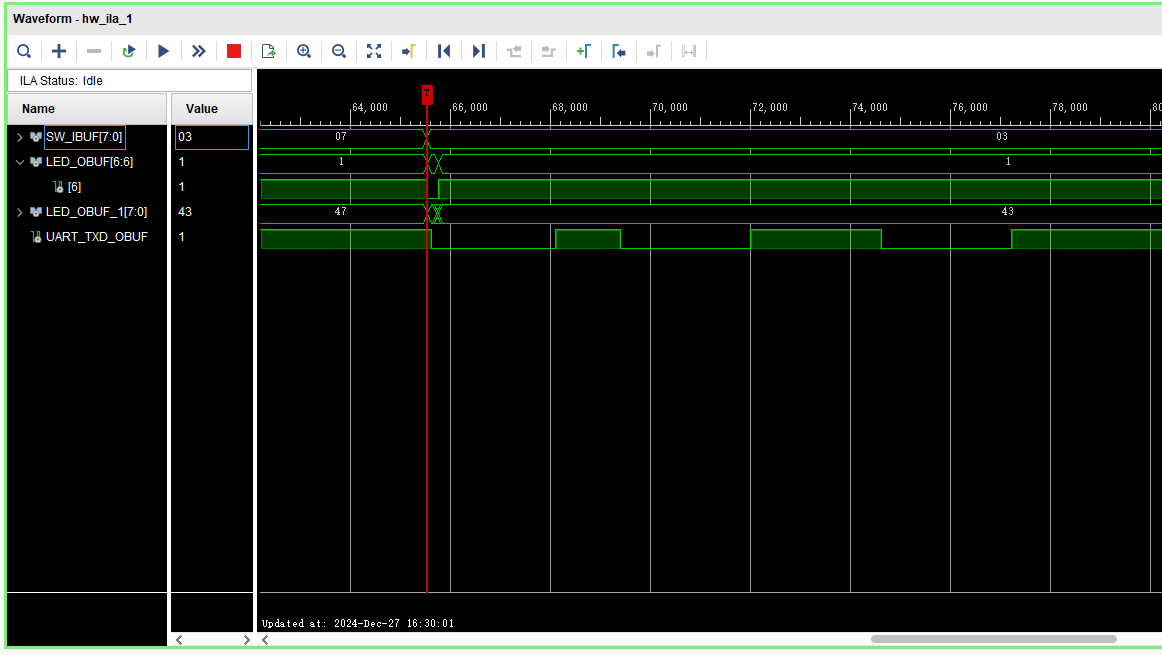 Waveform - hw_ila_1
ILA Status: Idle
Name Value
T
64,000 66,000 68,000 70,000 72,000 74,000 76,000 78,000 80
SW_IBUF[7:0] 03 07 03
LED_OBUF[6:6] 1 1 1
[6] 1
LED_OBUF_1[7:0] 43 47 43
UART_TXD_OBUF 1
Updated at: 2024-Dec-27 16:30:01